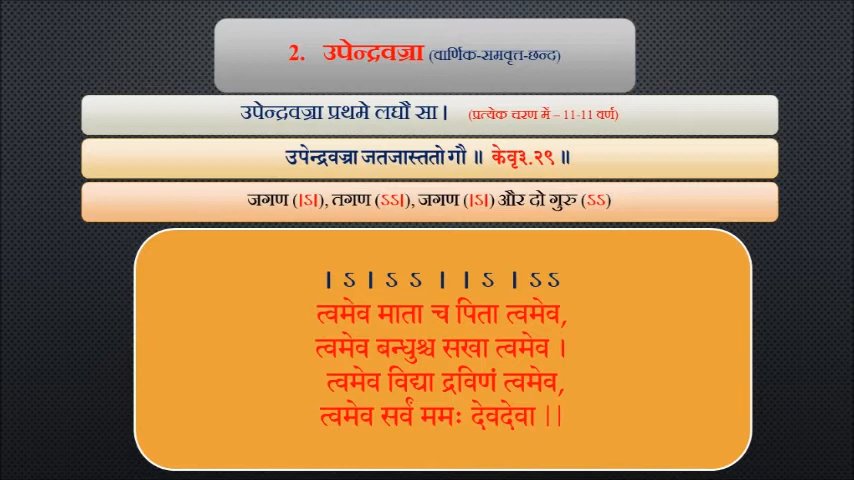 2. उपेन्द्रवज्रा (वार्णिक-समवृत्त-छन्द)
उपेन्द्रवज्रा प्रथमे लघौ सा । (प्रत्येक चरण में – 11-11 वर्ण)
उपेन्द्रवज्रा जतजास्ततो गौ ॥ केवृ३.२९ ॥
जगण (।ऽ।), तगण (ऽऽ।), जगण (।ऽ।) और दो गुरु (ऽऽ)
। ऽ । ऽ ऽ । । ऽ । ऽ ऽ
त्वमेव माता च पिता त्वमेव,
त्वमेव बन्धुश्च सखा त्वमेव ।
त्वमेव विद्या द्रविणं त्वमेव,
त्वमेव सर्वं ममः देवदेवा ||